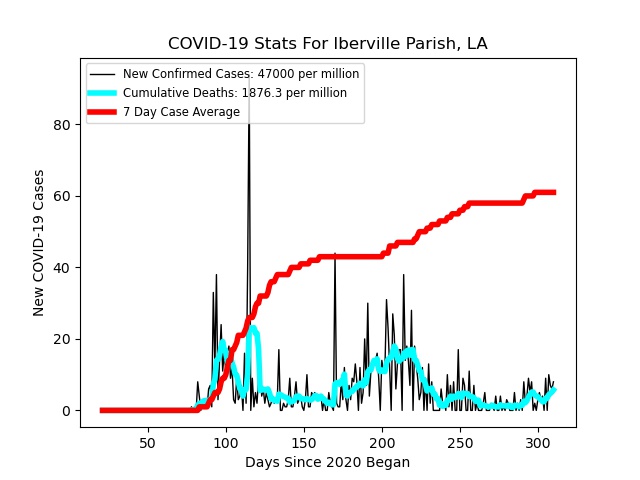 COVID-19 Stats For Iberville Parish, LA
New Confirmed Cases: 47000 per million
Cumulative Deaths: 1876.3 per million
7 Day Case Average
New COVID-19 Cases
80
60
40
20
0
50 100 150 200 250 300
Days Since 2020 Began